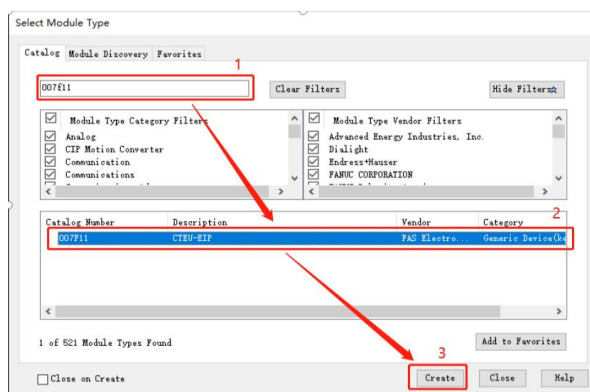 Select Module Type
Catalog Module Discovery Favorites
1
007f11
Clear Filters
Hide Filters
Module Type Category Filters
Module Type Vendor Filters
Analog
Advanced Energy Industries, Inc.
CIP Motion Converter
Dialight
Communication
Endress+Hauser
Communications
FANUC CORPORATION
2
Catalog Number Description Vendor Category
007F11 CTEU-EIP FAS Electro... Generic Device(ke
1 of 521 Module Types Found
Add to Favorites
3
Close on Create
Create Close Help